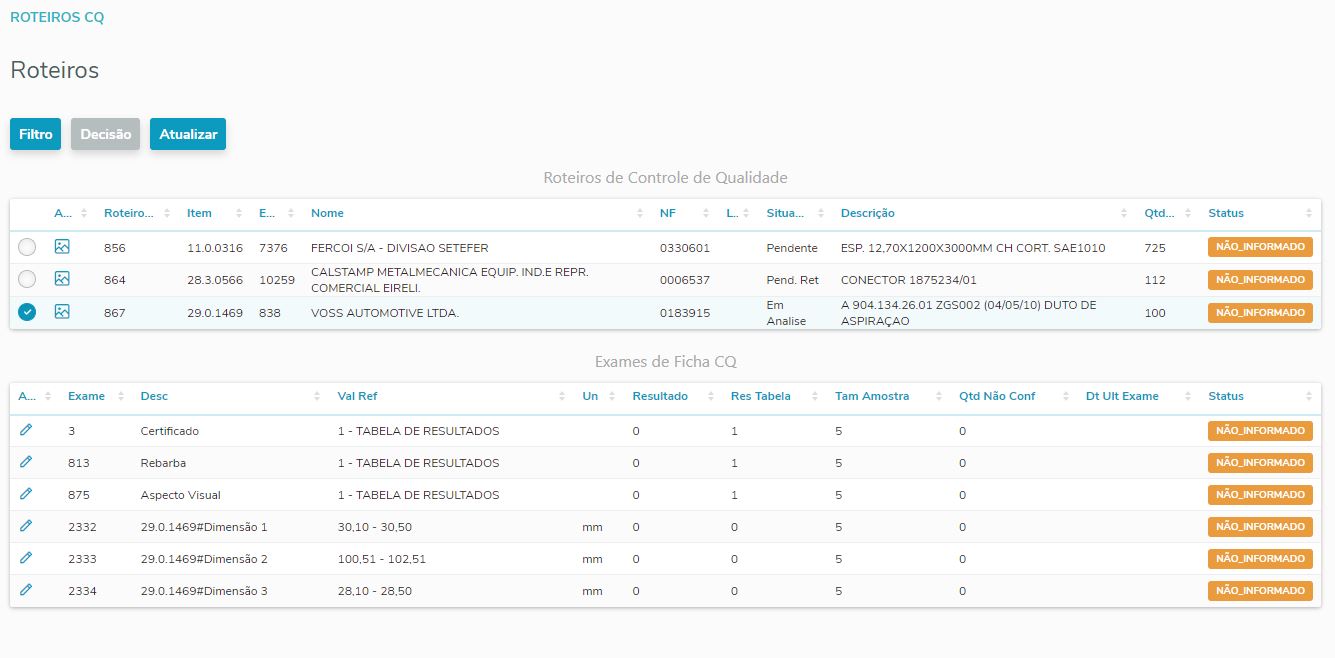 ROTEIROS CQ
Roteiros
Filtro Decisão Atualizar
Roteiros de Controle de Qualidade
A... Roteiro... Item E... Nome NF L.. Situa... Descrição Qtd... Status
856 11.0.0316 7376 FERCOI S/A - DIVISAO SETEFER 0330601 Pendente ESP. 12,70X1200X3000MM CH CORT. SAE1010 725 NÃO_INFORMADO
864 28.3.0566 10259 CALSTAMP METALMECANICA EQUIP. IND.E REPR. COMERCIAL EIRELI. 0006537 Pend. Ret CONECTOR 1875234/01 112 NÃO_INFORMADO
867 29.0.1469 838 VOSS AUTOMOTIVE LTDA. 0183915 Em Analise A 904.134.26.01 ZGS002 (04/05/10) DUTO DE ASPIRAÇAO 100 NÃO_INFORMADO
Exames de Ficha CQ
A... Exame Desc Val Ref Un Resultado Res Tabela Tam Amostra Qtd Não Conf Dt Ult Exame Status
3 Certificado 1 - TABELA DE RESULTADOS 0 1 5 0 NÃO_INFORMADO
813 Rebarba 1 - TABELA DE RESULTADOS 0 1 5 0 NÃO_INFORMADO
875 Aspecto Visual 1 - TABELA DE RESULTADOS 0 1 5 0 NÃO_INFORMADO
2332 29.0.1469#Dimensão 1 30,10 - 30,50 mm 0 0 5 0 NÃO_INFORMADO
2333 29.0.1469#Dimensão 2 100,51 - 102,51 mm 0 0 5 0 NÃO_INFORMADO
2334 29.0.1469#Dimensão 3 28,10 - 28,50 mm 0 0 5 0 NÃO_INFORMADO